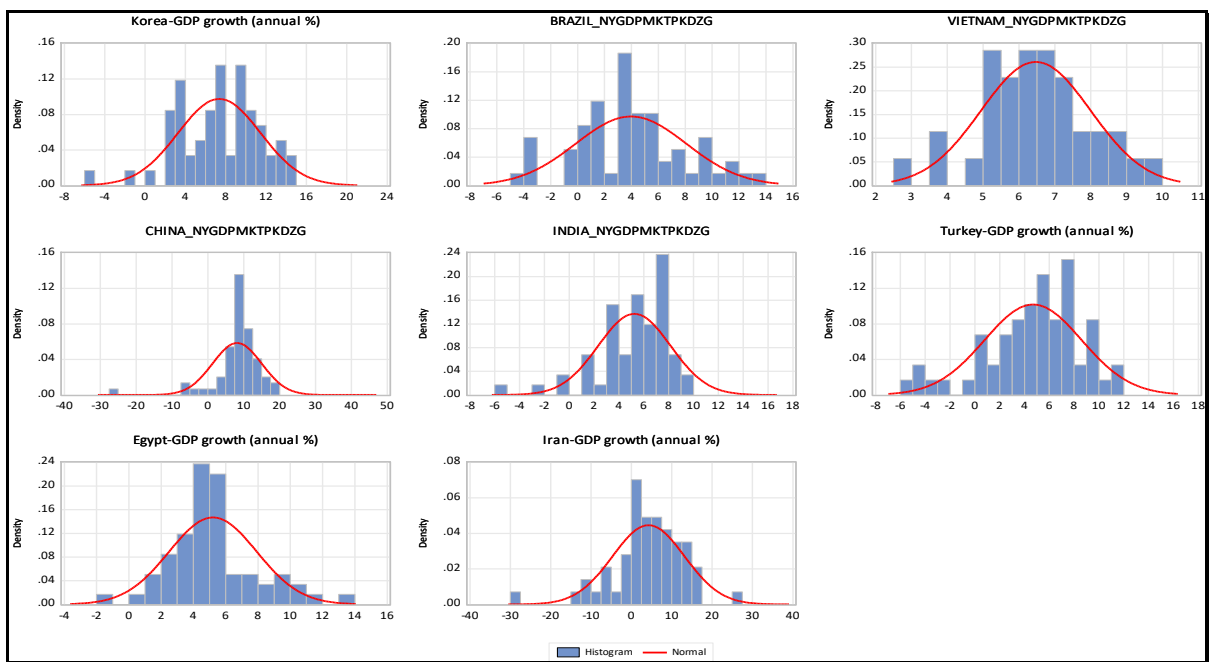 Korea-GDP growth (annual %)
.16
.12
.08
.04
.00
Density
-8 -4 0 4 8 12 16 20 24
BRAZIL_NYGDPMKTPKDZG
.20
.16
.12
.08
.04
.00
Density
-8 -6 -4 -2 0 2 4 6 8 10 12 14 16
VIETNAM_NYGDPMKTPKDZG
.30
.25
.20
.15
.10
.05
.00
Density
2 3 4 5 6 7 8 9 10 11
CHINA_NYGDPMKTPKDZG
.16
.12
.08
.04
.00
Density
-40 -30 -20 -10 0 10 20 30 40 50
INDIA_NYGDPMKTPKDZG
.24
.20
.16
.12
.08
.04
.00
Density
-8 -6 -4 -2 0 2 4 6 8 10 12 14 16 18
Turkey-GDP growth (annual %)
.16
.12
.08
.04
.00
Density
-8 -6 -4 -2 0 2 4 6 8 10 12 14 16 18
Egypt-GDP growth (annual %)
.24
.20
.16
.12
.08
.04
.00
Density
-4 -2 0 2 4 6 8 10 12 14 16
Iran-GDP growth (annual %)
.08
.06
.04
.02
.00
Density
-40 -30 -20 -10 0 10 20 30 40
Histogram Normal